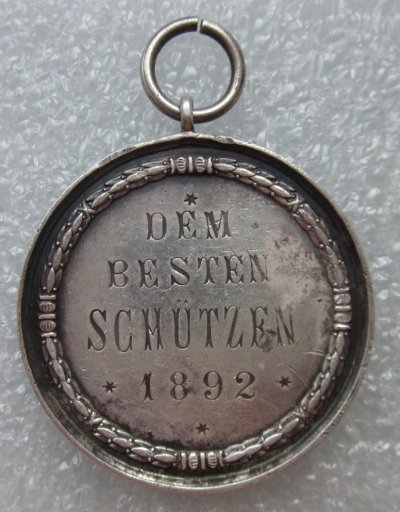 DEM
BESTEN
SCHÜTZEN
* 1892 *